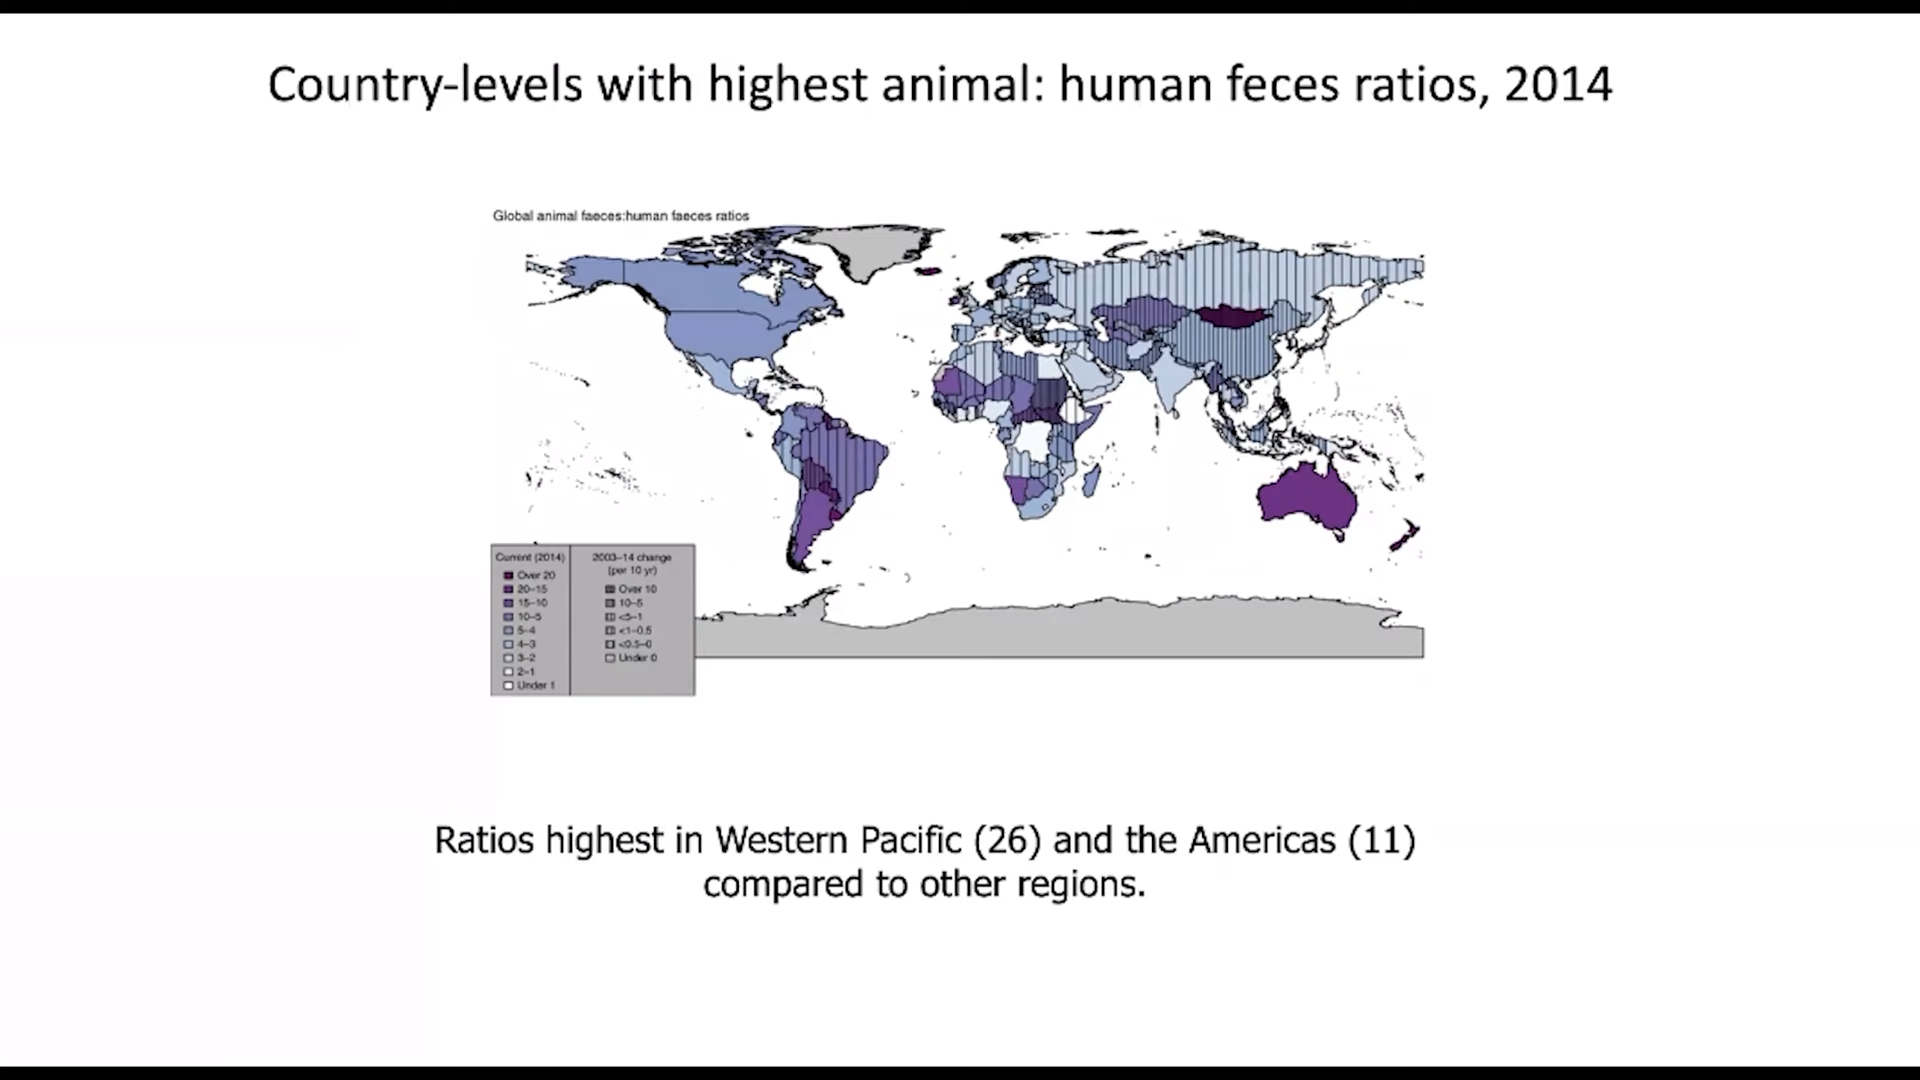 Country-levels with highest animal: human feces ratios, 2014
Global animal faeces:human faeces ratios
Current (2014)
Over 20
20–15
15–10
10–5
5–4
4–3
3–2
2–1
Under 1
2003–14 change
(per 10 yr)
Over 10
10–5
<5–1
<1–0.5
<0.5–0
Under 0
Ratios highest in Western Pacific (26) and the Americas (11)
compared to other regions.